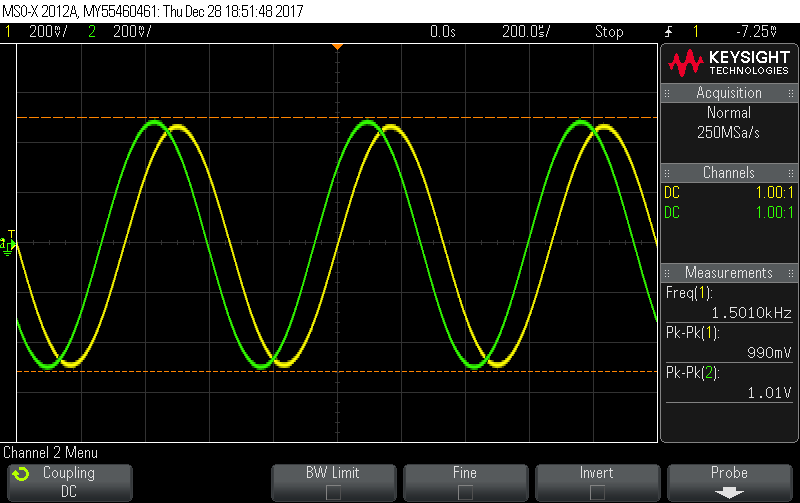 MSO-X 2012A, MY55460461: Thu Dec 28 18:51:48 2017
1 200mV/ 2 200mV/ 0.0s 200.0us/ Stop 1 -7.25mV
KEYSIGHT
TECHNOLOGIES
Acquisition
Normal
250MSa/s
Channels
DC 1.00:1
DC 1.00:1
Measurements
Freq(1):
1.5010kHz
Pk-Pk(1):
990mV
Pk-Pk(2):
1.01V
T
Channel 2 Menu
Coupling
DC
BW Limit
Fine
Invert
Probe